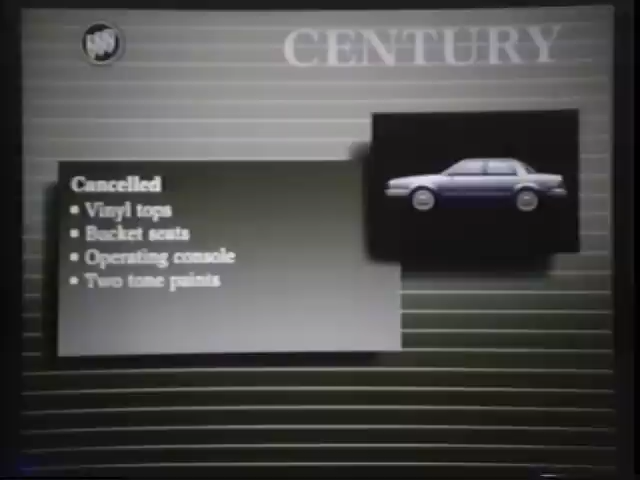 CENTURY
Cancelled
• Vinyl tops
• Bucket seats
• Operating console
• Two tone paints